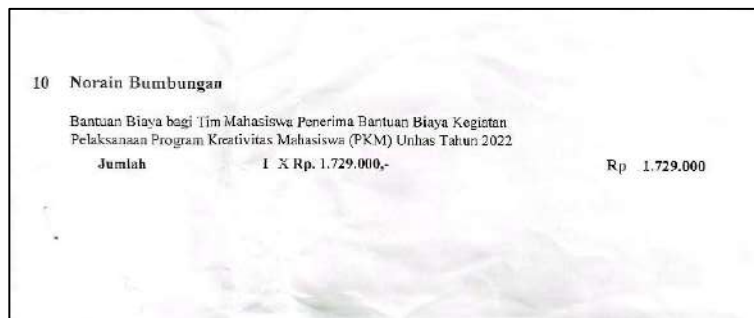 10 Norain Bumbungan
Bantuan Biaya bagi Tim Mahasiswa Penerima Bantuan Biaya Kegiatan
Pelaksanaan Program Kreativitas Mahasiswa (PKM) Unhas Tahun 2022
Jumlah 1 X Rp. 1.729.000,- Rp 1.729.000